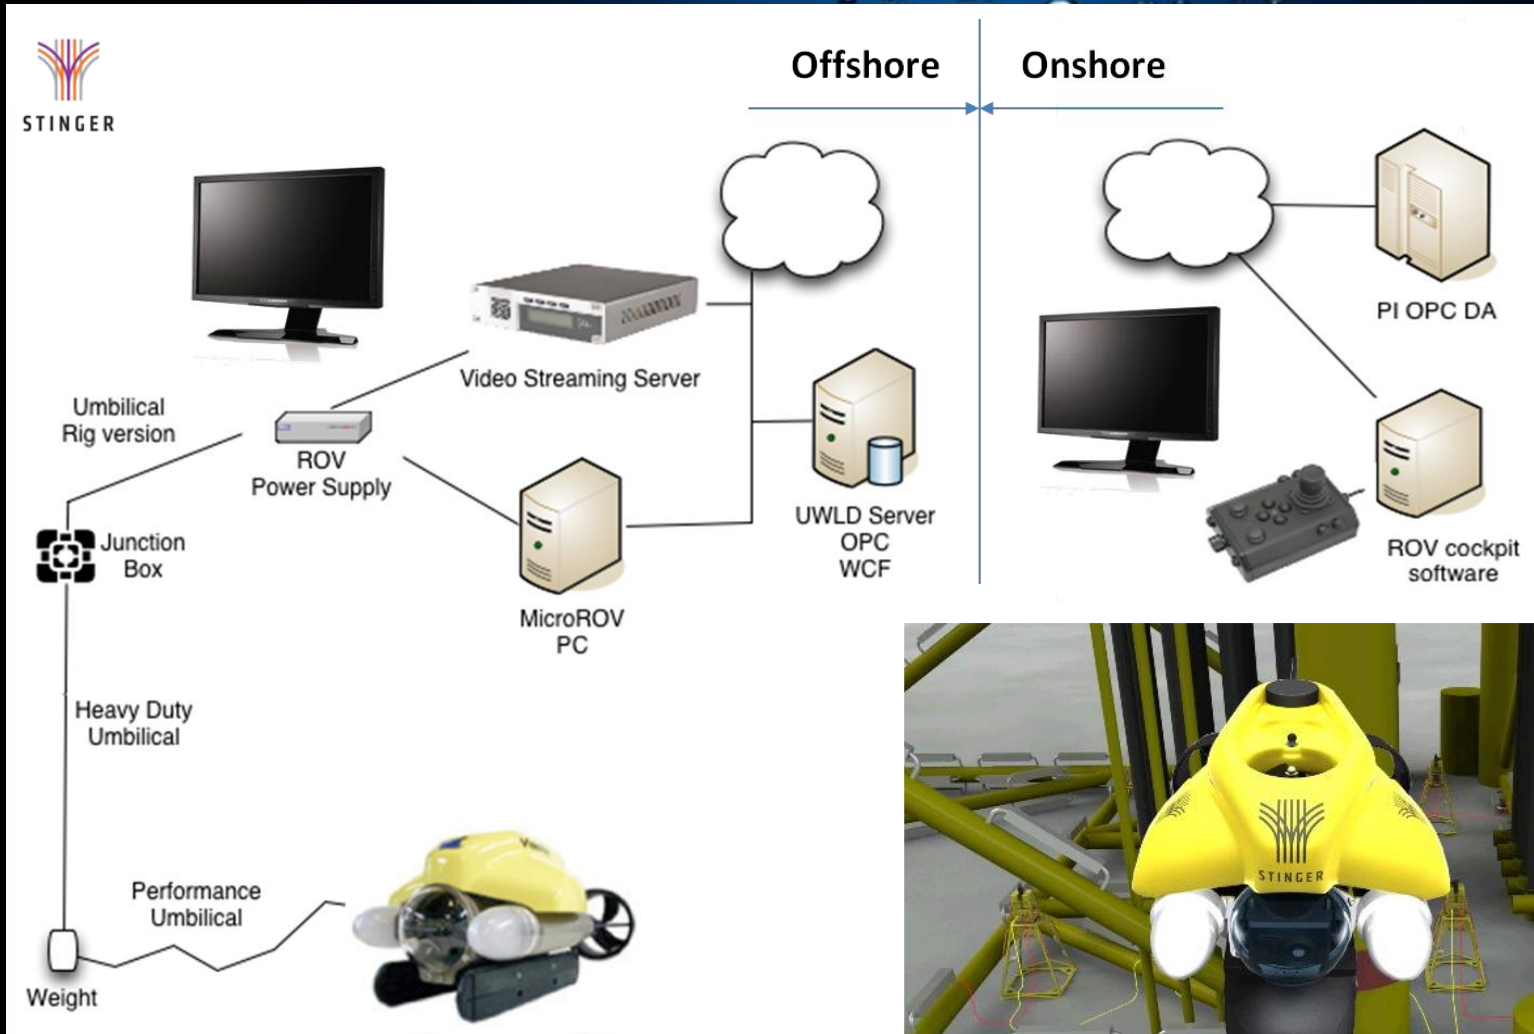 Offshore
Onshore
STINGER
PI OPC DA
Video Streaming Server
Umbilical
Rig version
ROV
Power Supply
UWLD Server
OPC
WCF
Junction
Box
ROV cockpit
software
MicroROV
PC
Heavy Duty
Umbilical
Performance
Umbilical
Weight
STINGER